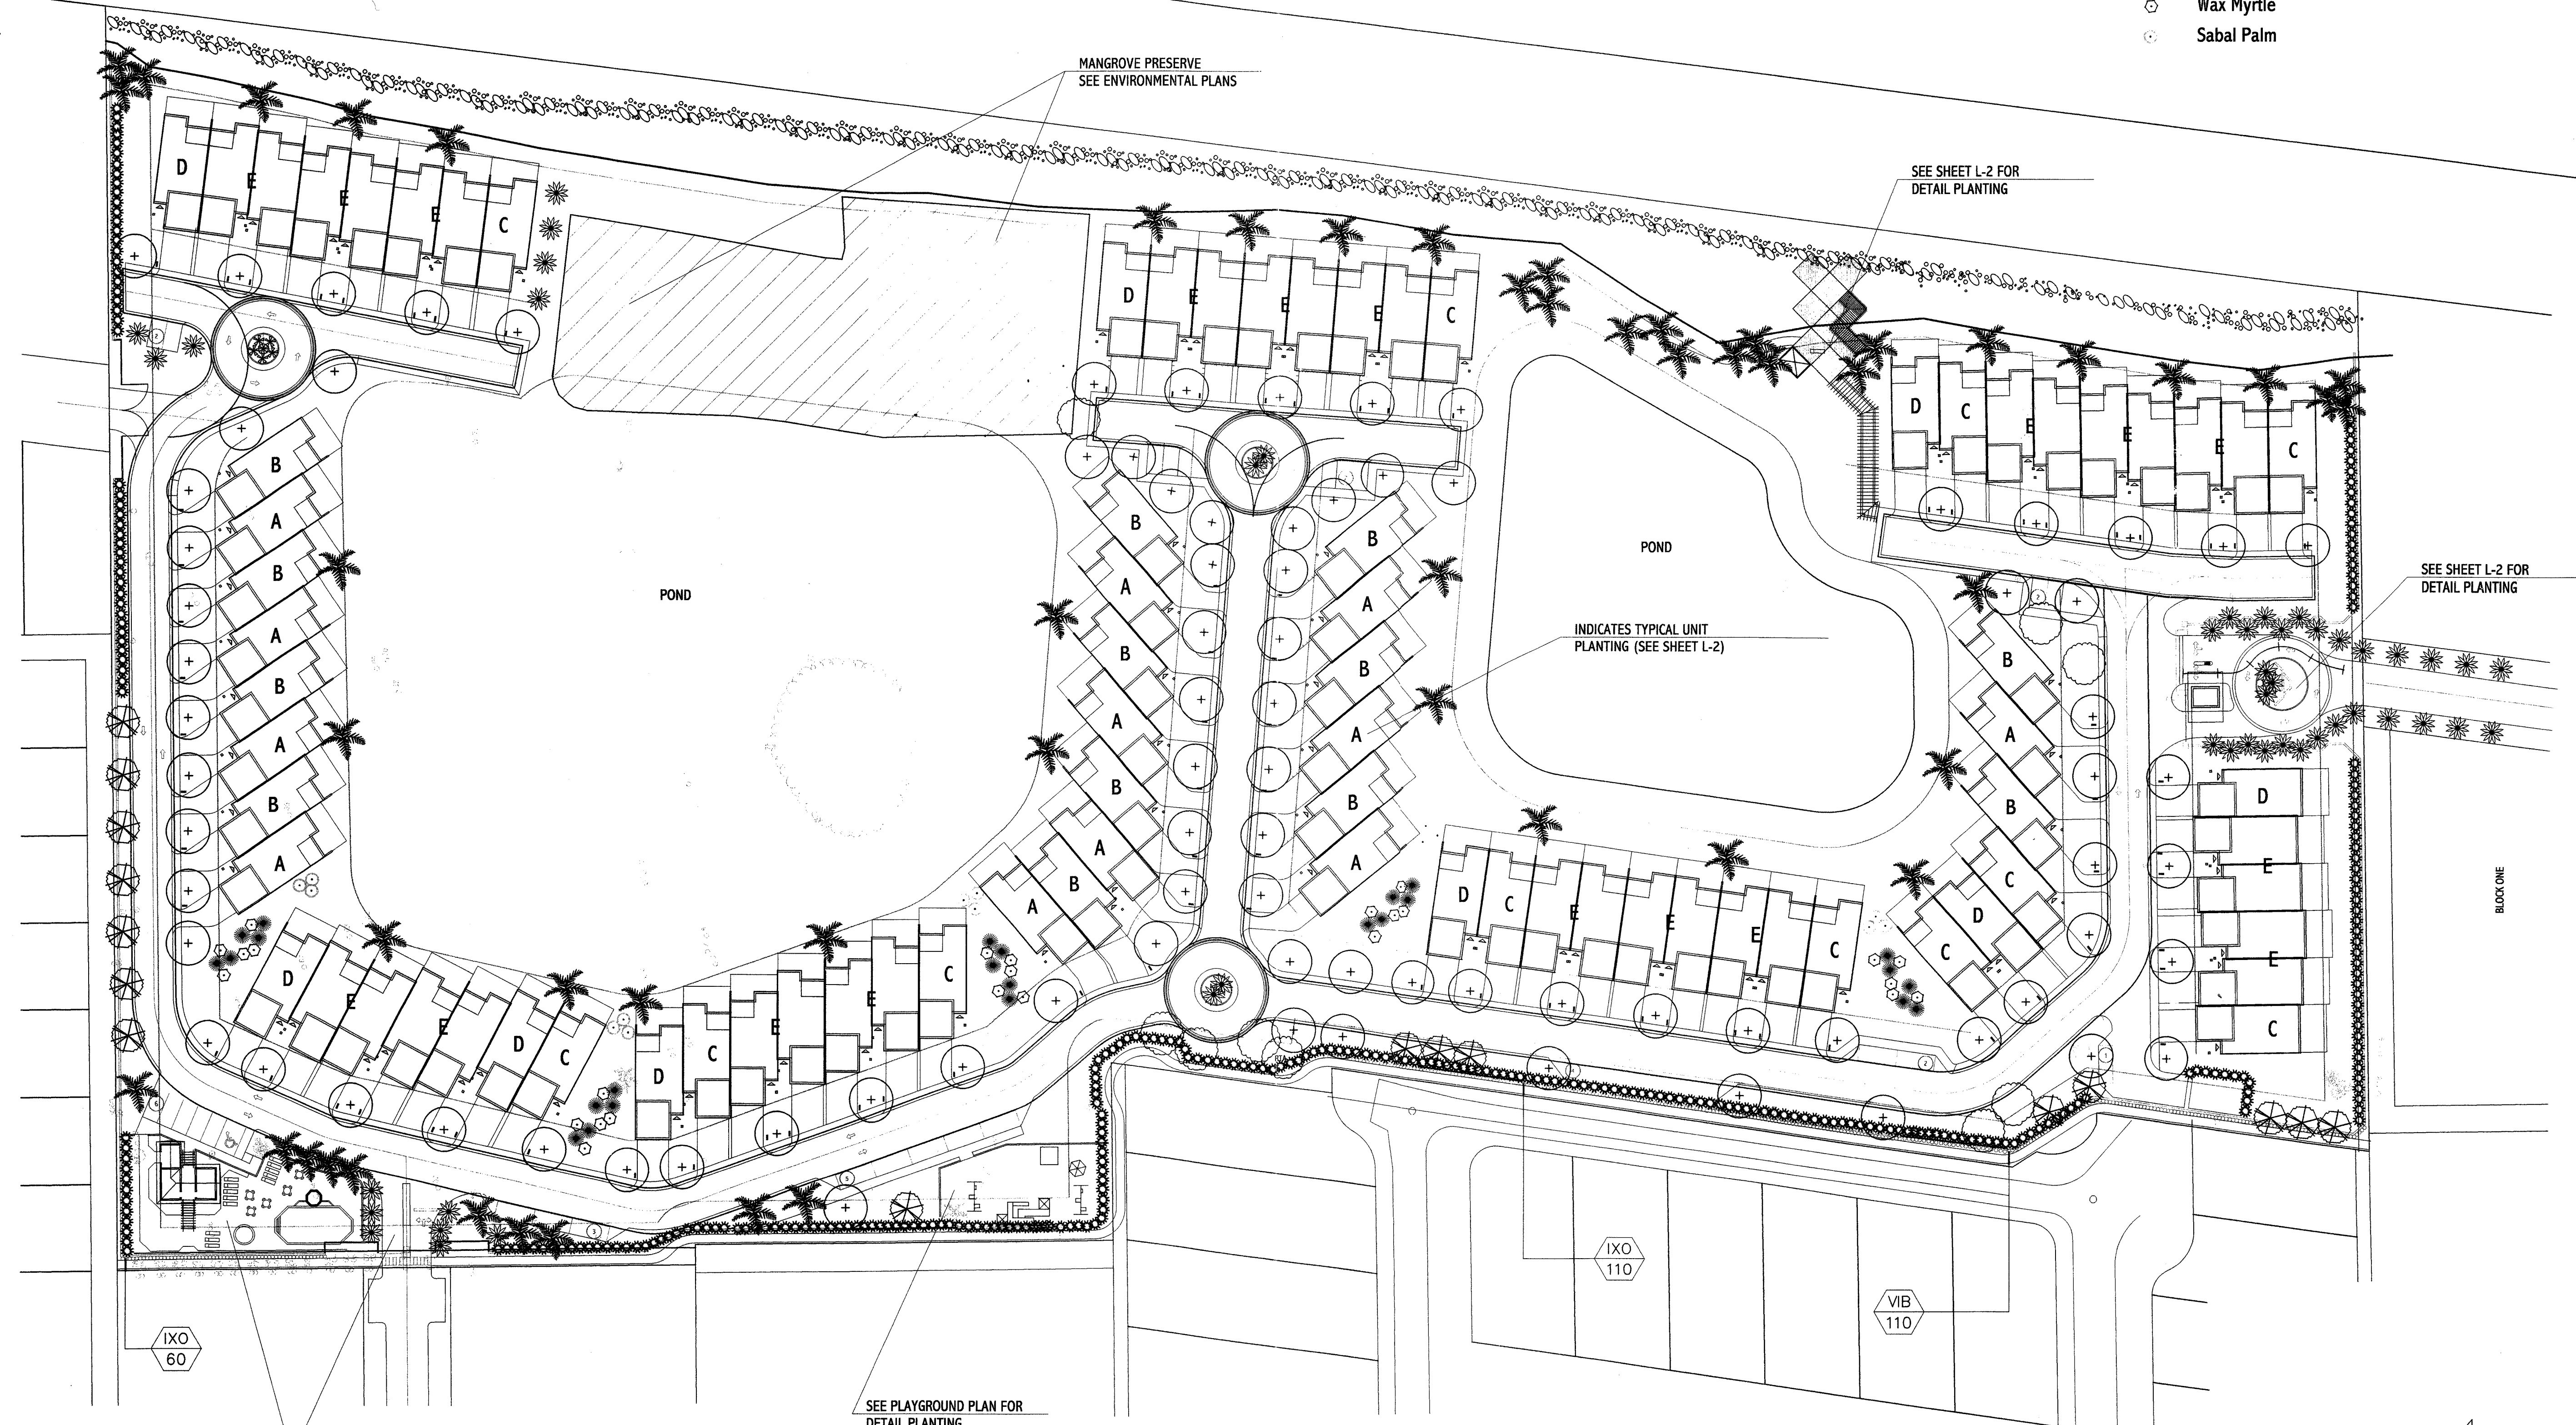 Wax Myrtle
Sabal Palm
MANGROVE PRESERVE
SEE ENVIRONMENTAL PLANS
SEE SHEET L-2 FOR
DETAIL PLANTING
D
E
E
E
C
D
E
E
E
C
D
C
E
E
E
C
B
A
B
A
B
A
B
A
POND
B
A
B
A
B
A
B
A
B
A
B
A
B
A
POND
INDICATES TYPICAL UNIT
PLANTING (SEE SHEET L-2)
SEE SHEET L-2 FOR
DETAIL PLANTING
B
A
B
C
D
C
D
E
E
C
BLOCK ONE
D
E
E
D
C
D
C
E
E
C
D
C
E
E
E
C
IXO
60
IXO
110
VIB
110
SEE PLAYGROUND PLAN FOR
DETAIL PLANTING